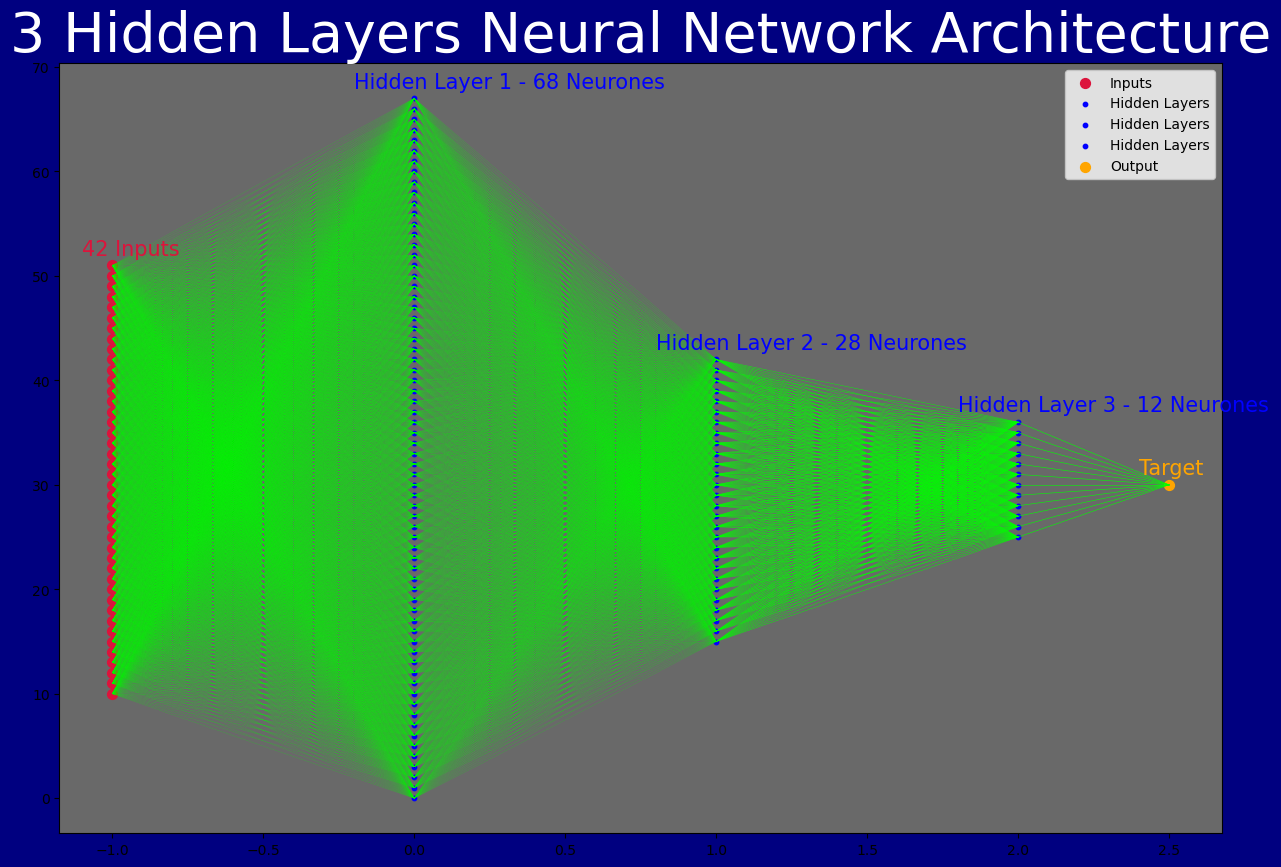 3 Hidden Layers Neural Network Architecture
Hidden Layer 1 - 68 Neurones
Inputs
Hidden Layers
Hidden Layers
Hidden Layers
Output
42 Inputs
Hidden Layer 2 - 28 Neurones
Hidden Layer 3 - 12 Neurones
Target
70
60
50
40
30
20
10
0
−1.0 −0.5 0.0 0.5 1.0 1.5 2.0 2.5